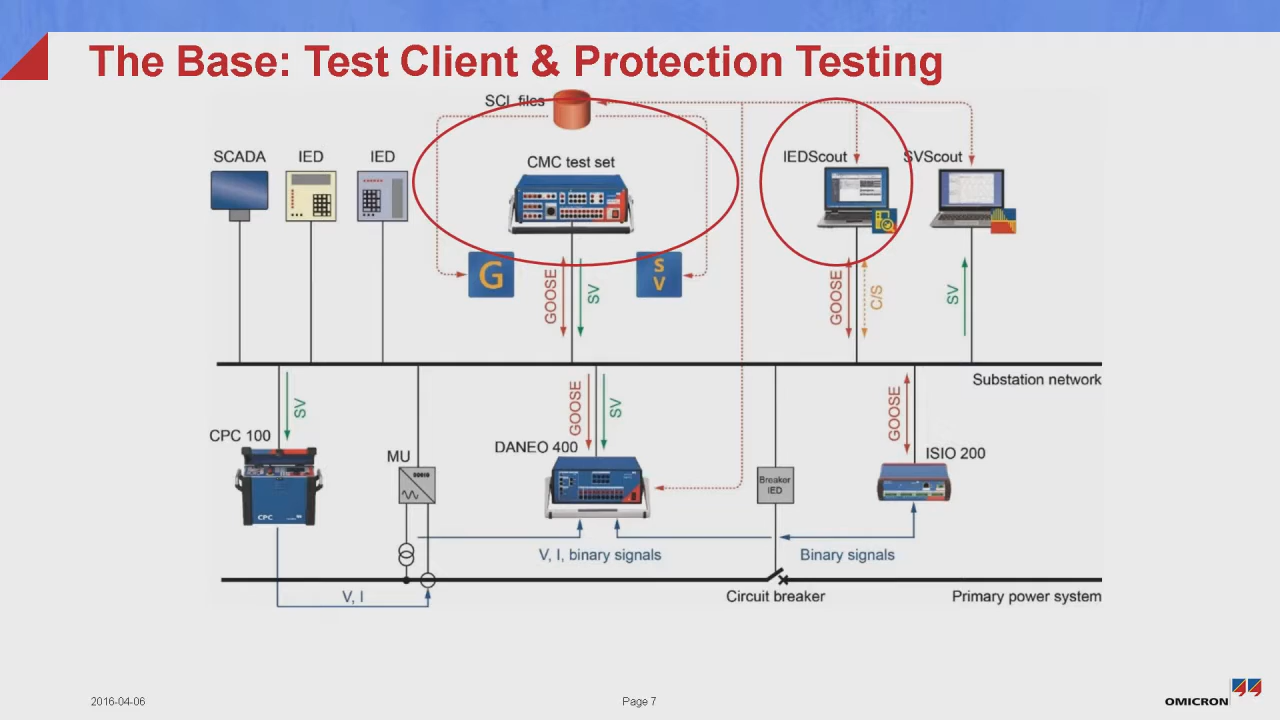 The Base: Test Client & Protection Testing
SCL files
SCADA
IED
IED
CMC test set
IEDScout
SVScout
G
S
V
GOOSE
SV
GOOSE
C/S
SV
Substation network
SV
GOOSE
SV
GOOSE
CPC 100
MU
DANEO 400
ISIO 200
Breaker
IED
CPC
V, I, binary signals
Binary signals
V, I
Circuit breaker
Primary power system
2016-04-06
Page 7
OMICRON